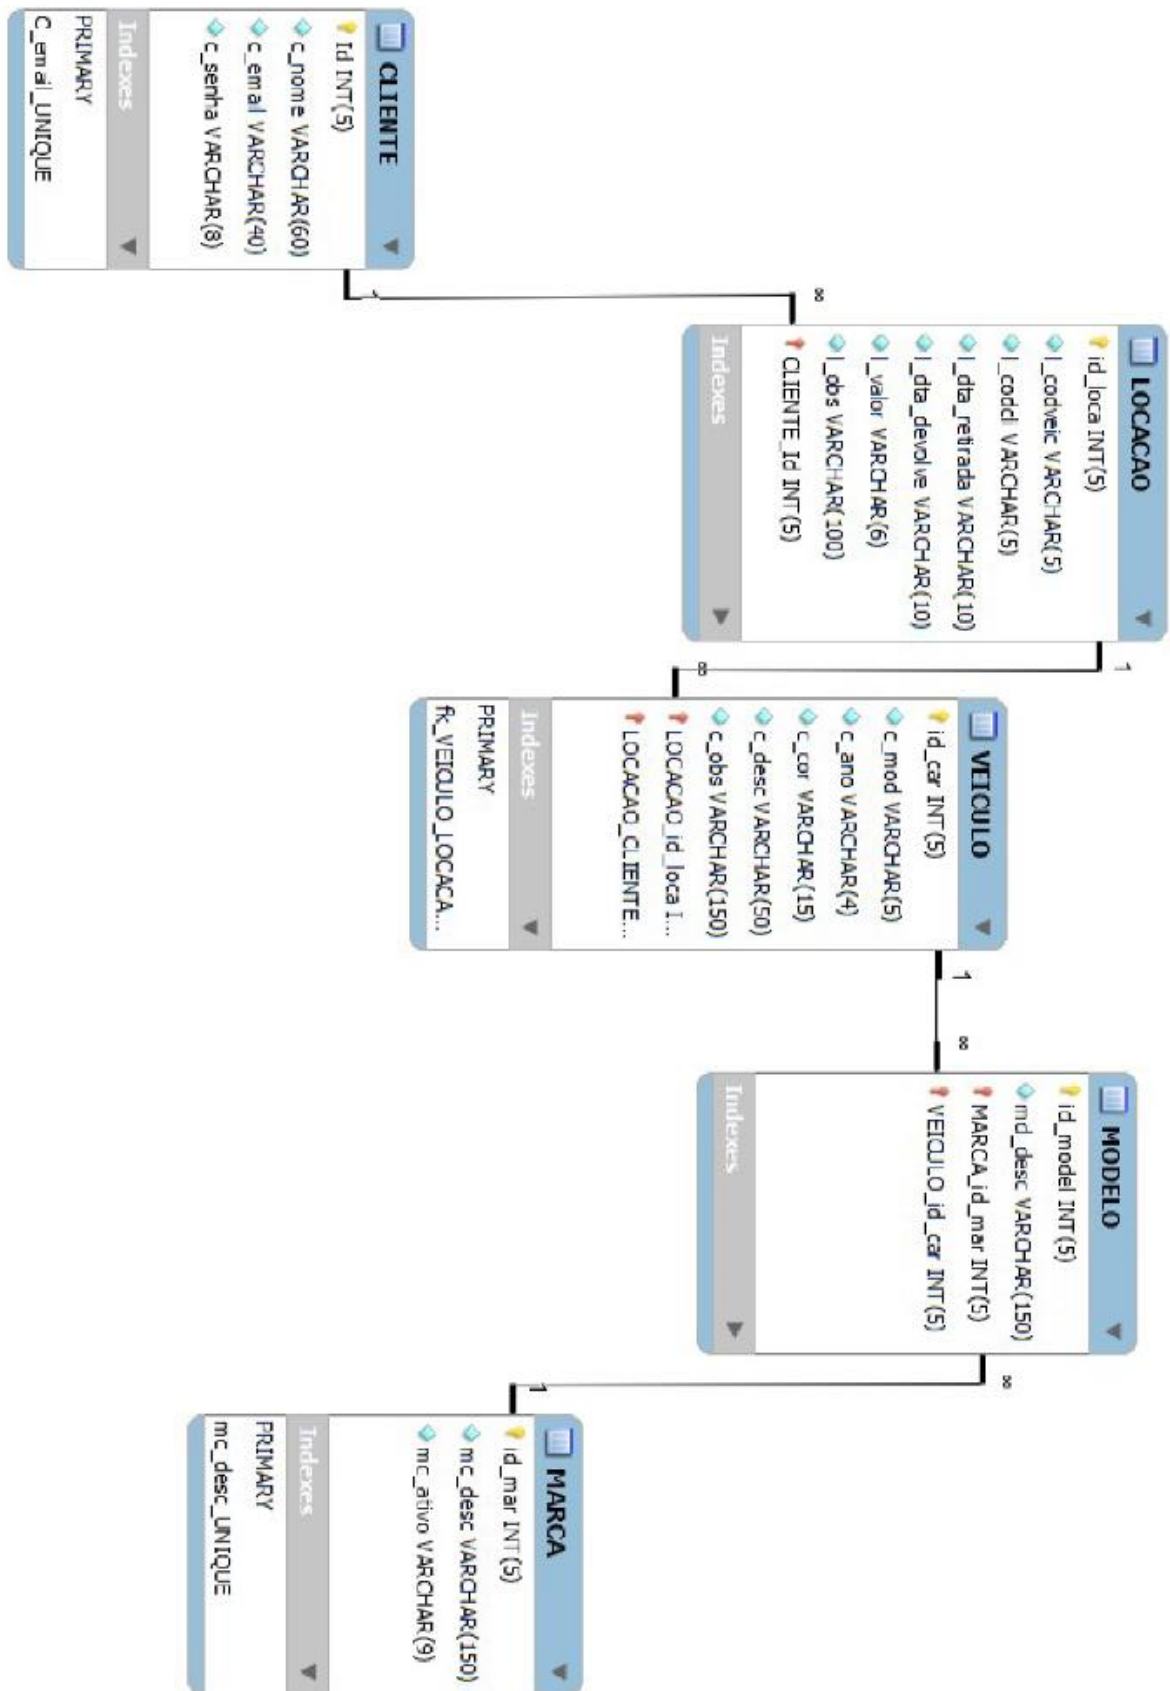 CLIENTE
Id INT(5)
c_nome VARCHAR(60)
c_email VARCHAR(40)
c_senha VARCHAR(8)
Indexes
PRIMARY
C_email_UNIQUE
1
∞
LOCACAO
id_loca INT(5)
l_codveic VARCHAR(5)
l_codcli VARCHAR(5)
l_dta_retirada VARCHAR(10)
l_dta_devolve VARCHAR(10)
l_valor VARCHAR(6)
l_obs VARCHAR(100)
CLIENTE_Id INT(5)
Indexes
1
∞
VEICULO
id_car INT(5)
c_mod VARCHAR(5)
c_ano VARCHAR(4)
c_cor VARCHAR(15)
c_desc VARCHAR(50)
c_obs VARCHAR(150)
LOCACAO_id_loca I...
LOCACAO_CLIENTE...
Indexes
PRIMARY
fk_VEICULO_LOCACA...
1
∞
MODELO
id_model INT(5)
md_desc VARCHAR(150)
MARCA_id_mar INT(5)
VEICULO_id_car INT(5)
Indexes
∞
1
MARCA
id_mar INT(5)
mc_desc VARCHAR(150)
mc_ativo VARCHAR(9)
Indexes
PRIMARY
mc_desc_UNIQUE